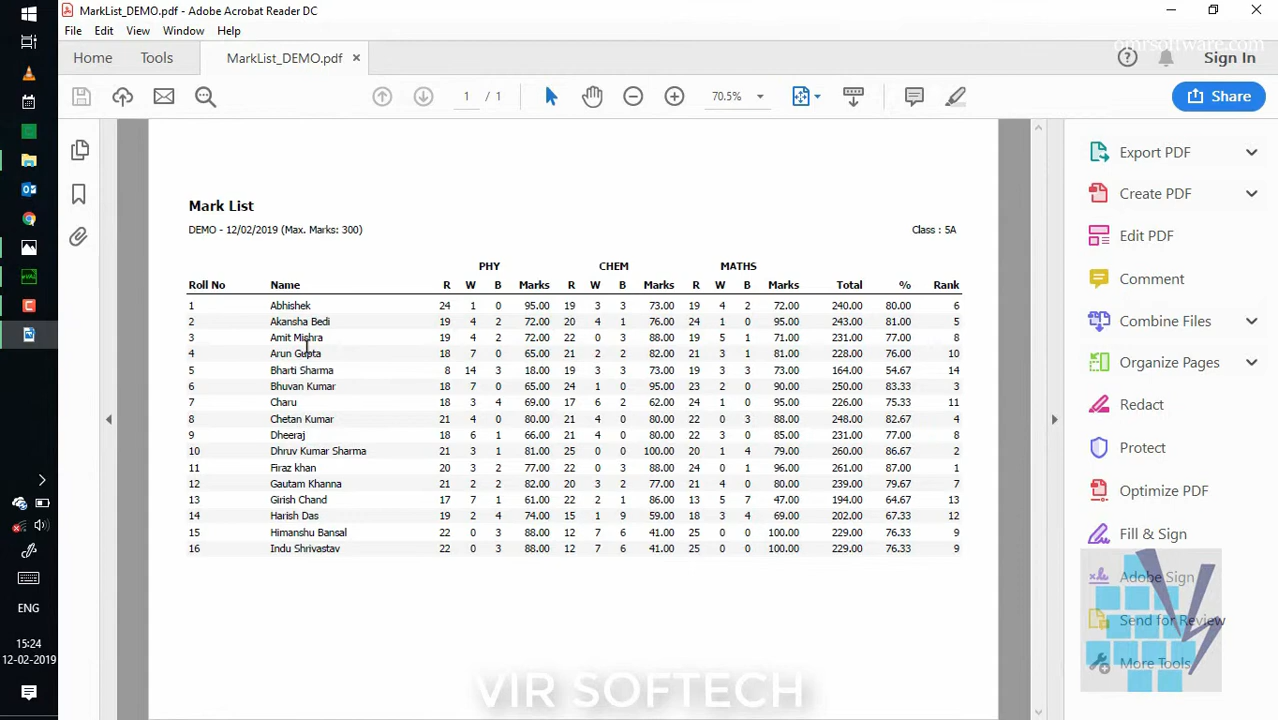 MarkList_DEMO.pdf - Adobe Acrobat Reader DC
File Edit View Window Help
omrsoftware.com
Home Tools MarkList_DEMO.pdf Sign In
1 / 1 70.5% Share
Mark List
DEMO - 12/02/2019 (Max. Marks: 300) Class : 5A
PHY CHEM MATHS
Roll No Name R W B Marks R W B Marks R W B Marks Total % Rank
1 Abhishek 24 1 0 95.00 19 3 3 73.00 19 4 2 72.00 240.00 80.00 6
2 Akansha Bedi 19 4 2 72.00 20 4 1 76.00 24 1 0 95.00 243.00 81.00 5
3 Amit Mishra 19 4 2 72.00 22 0 3 88.00 19 5 1 71.00 231.00 77.00 8
4 Arun Gupta 18 7 0 65.00 21 2 2 82.00 21 3 1 81.00 228.00 76.00 10
5 Bharti Sharma 8 14 3 18.00 19 3 3 73.00 19 3 3 73.00 164.00 54.67 14
6 Bhuvan Kumar 18 7 0 65.00 24 1 0 95.00 23 2 0 90.00 250.00 83.33 3
7 Charu 18 3 4 69.00 17 6 2 62.00 24 1 0 95.00 226.00 75.33 11
8 Chetan Kumar 21 4 0 80.00 21 4 0 80.00 22 0 3 88.00 248.00 82.67 4
9 Dheeraj 18 6 1 66.00 21 4 0 80.00 22 3 0 85.00 231.00 77.00 8
10 Dhruv Kumar Sharma 21 3 1 81.00 25 0 0 100.00 20 1 4 79.00 260.00 86.67 2
11 Firaz khan 20 3 2 77.00 22 0 3 88.00 24 0 1 96.00 261.00 87.00 1
12 Gautam Khanna 21 2 2 82.00 20 3 2 77.00 21 4 0 80.00 239.00 79.67 7
13 Girish Chand 17 7 1 61.00 22 2 1 86.00 13 5 7 47.00 194.00 64.67 13
14 Harish Das 19 2 4 74.00 15 1 9 59.00 18 3 4 69.00 202.00 67.33 12
15 Himanshu Bansal 22 0 3 88.00 12 7 6 41.00 25 0 0 100.00 229.00 76.33 9
16 Indu Shrivastav 22 0 3 88.00 12 7 6 41.00 25 0 0 100.00 229.00 76.33 9
Export PDF
Create PDF
Edit PDF
Comment
Combine Files
Organize Pages
Redact
Protect
Optimize PDF
Fill & Sign
Adobe Sign
Send for Review
More Tools
ENG
15:24
12-02-2019
VIR SOFTECH